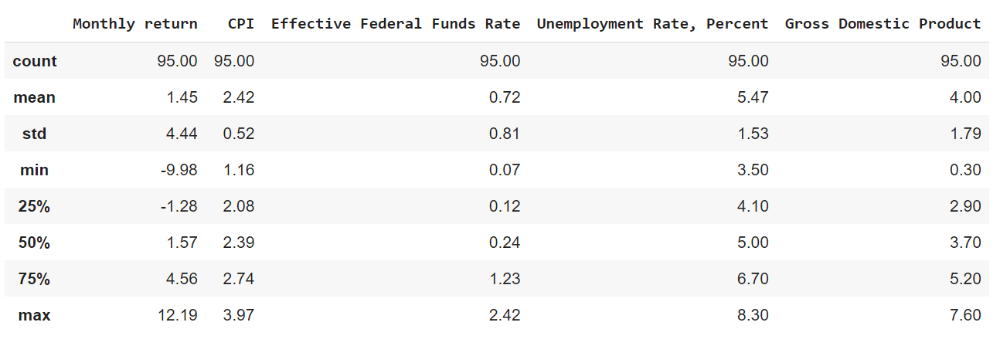 Monthly return CPI Effective Federal Funds Rate Unemployment Rate, Percent Gross Domestic Product
count 95.00 95.00 95.00 95.00 95.00
mean 1.45 2.42 0.72 5.47 4.00
std 4.44 0.52 0.81 1.53 1.79
min -9.98 1.16 0.07 3.50 0.30
25% -1.28 2.08 0.12 4.10 2.90
50% 1.57 2.39 0.24 5.00 3.70
75% 4.56 2.74 1.23 6.70 5.20
max 12.19 3.97 2.42 8.30 7.60